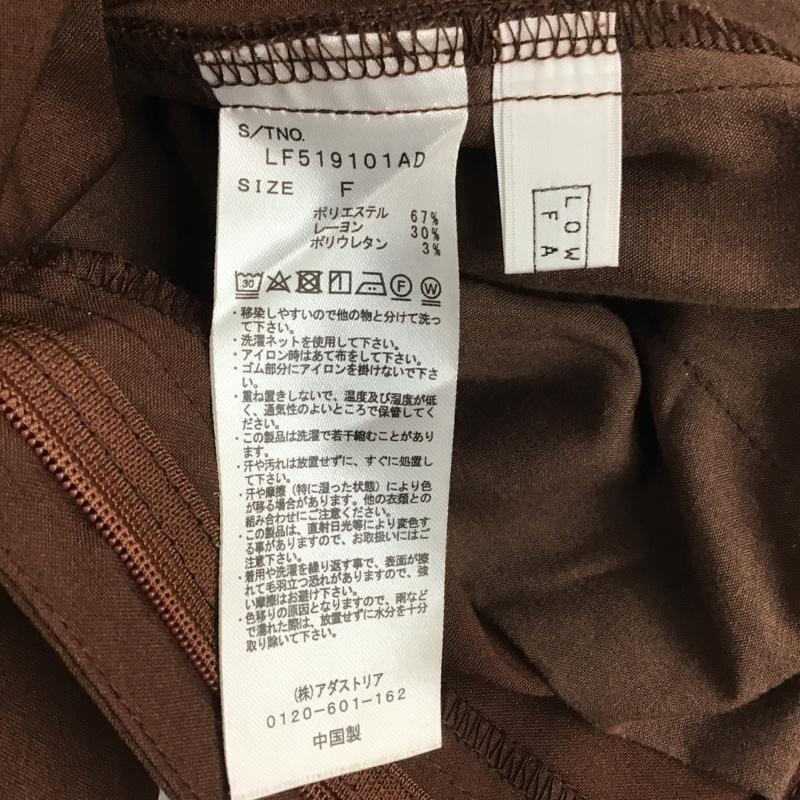 S/TNO.
LF519101AD
SIZE F
ポリエステル 67%
レーヨン 30%
ポリウレタン 3%
30 F W
・移染しやすいので他の物と分けて洗っ
て下さい。
・洗濯ネットを使用して下さい。
・アイロン時はあて布をして下さい。
・ゴム部分にアイロンを掛けないで下さ
い。
・重ね置きしないで、温度及び湿度が低
く、通気性のよいところで保管してく
ださい。
・この製品は洗濯で若干縮むことがあり
ます。
・汗や汚れは放置せずに、すぐに処置し
て下さい。
・汗や摩擦（特に湿った状態）により色
が移る場合があります。他の衣類との
組み合わせにご注意ください。
・この製品は、直射日光等により変色す
る事がありますので、お取扱いにはご
注意下さい。
・着用や洗濯を繰り返す事で、表面が擦
れて毛羽立つ恐れがありますので、強
い摩擦はお避け下さい。
・色移りの原因となりますので、雨など
で濡れた際は、放置せずに水分を十分
取り除いて下さい。
(株)アダストリア
0120-601-162
中国製
LOW
FA